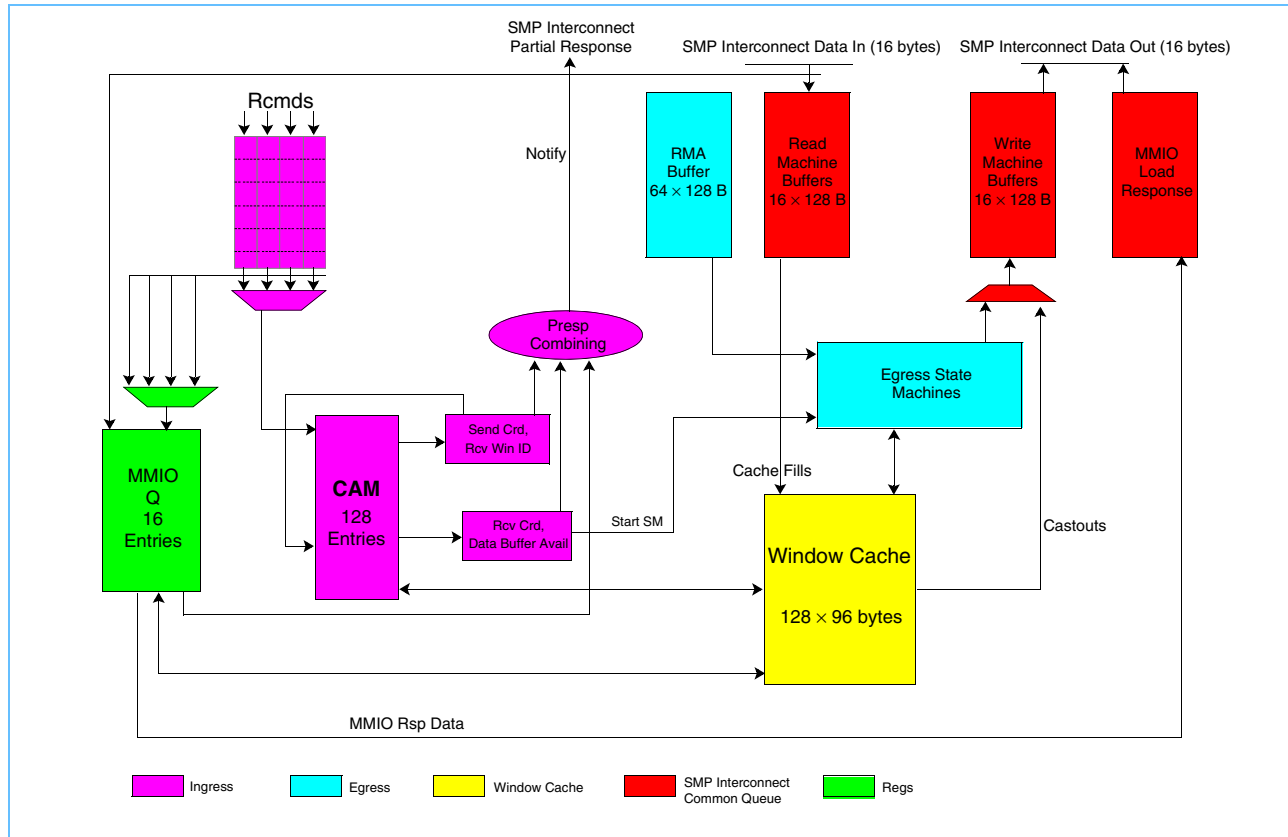 SMP Interconnect
Partial Response
SMP Interconnect Data In (16 bytes)
SMP Interconnect Data Out (16 bytes)
Rcmds
Notify
RMA
Buffer
64 × 128 B
Read
Machine
Buffers
16 × 128 B
Write
Machine
Buffers
16 × 128 B
MMIO
Load
Response
Presp
Combining
Egress State
Machines
Send Crd,
Rcv Win ID
MMIO
Q
16
Entries
CAM
128
Entries
Rcv Crd,
Data Buffer Avail
Start SM
Cache Fills
Window Cache
128 × 96 bytes
Castouts
MMIO Rsp Data
Ingress
Egress
Window Cache
SMP Interconnect
Common Queue
Regs